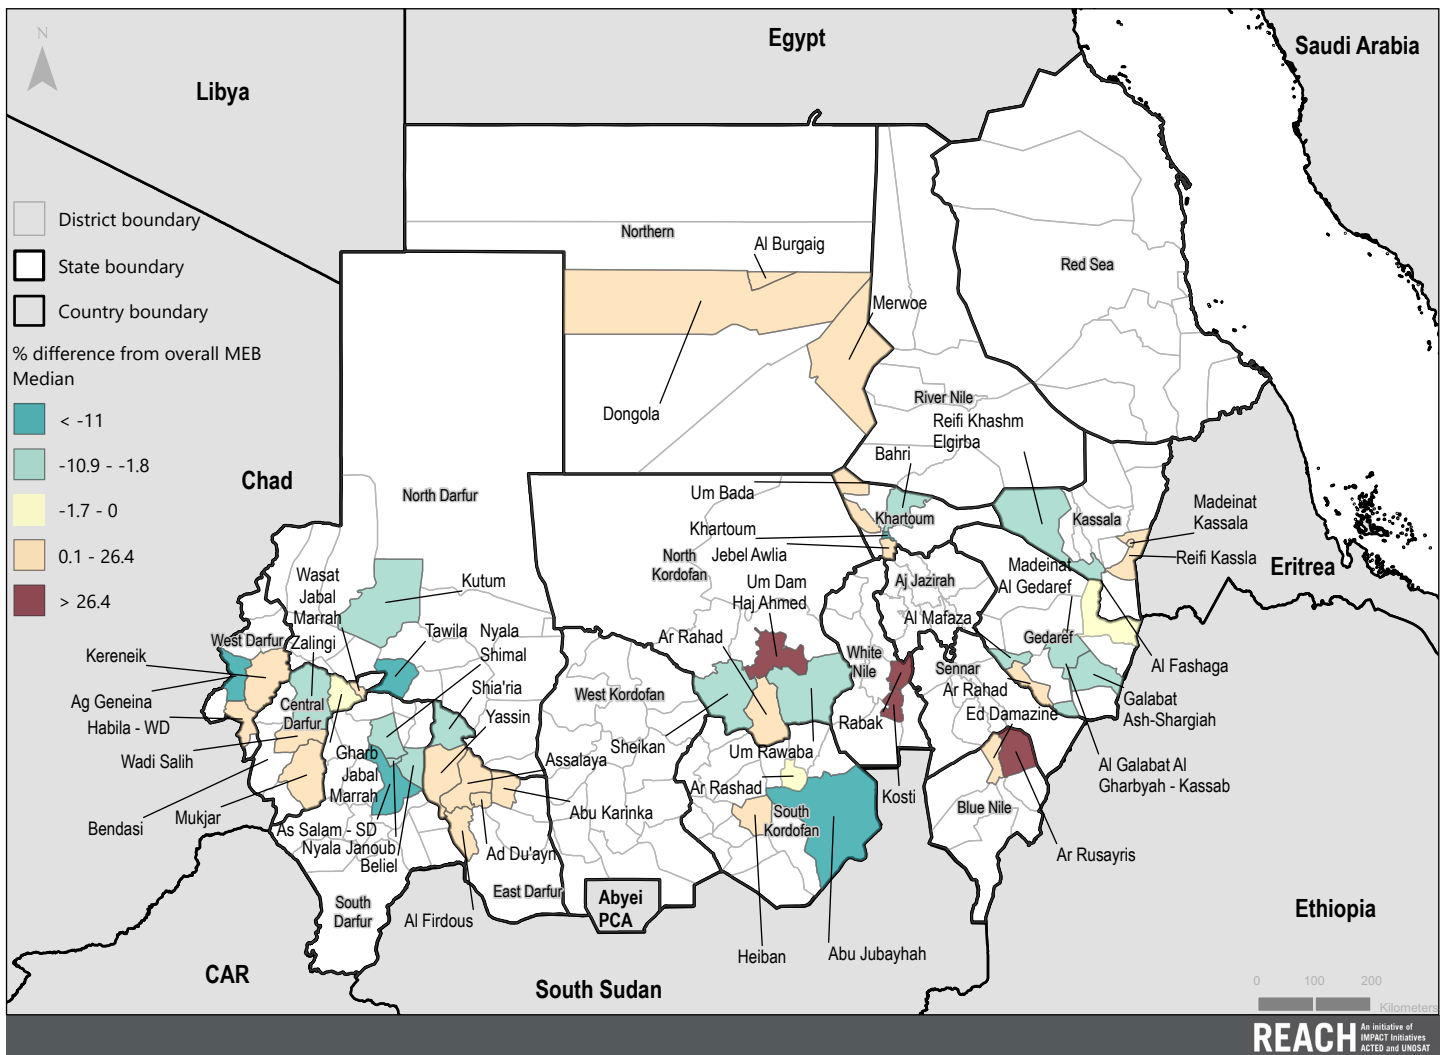 Egypt
Saudi Arabia
Libya
N
District boundary
State boundary
Country boundary
% difference from overall MEB
Median
< -11
-10.9 - -1.8
-1.7 - 0
0.1 - 26.4
> 26.4
Northern
Al Burgaig
Red Sea
Merwoe
Dongola
River Nile
Reifi Khashm
Elgirba
Bahri
Chad
North Darfur
Um Bada
Khartoum
Khartoum
Kassala
Madeinat
Kassala
Reifi Kassla
Jebel Awlia
North
Kordofan
Um Dam
Haj Ahmed
Aj Jazirah
Madeinat
Al Gedaref
Eritrea
Wasat
Jabal
Marrah
Kutum
Al Mafaza
Gedaref
Ar Rahad
West Darfur
Zalingi
Tawila
Nyala
Shimal
Kereneik
White
Nile
Sennar
Al Fashaga
Ag Geneina
Shia'ria
West Kordofan
Ar Rahad
Galabat
Ash-Shargiah
Habila - WD
Central
Darfur
Yassin
Rabak
Ed Damazine
Sheikan
Um Rawaba
Wadi Salih
Gharb
Jabal
Marrah
Assalaya
Al Galabat Al
Gharbyah - Kassab
Ar Rashad
Kosti
Bendasi
Mukjar
Abu Karinka
South
Kordofan
Blue Nile
As Salam - SD
Nyala Janoub
Beliel
Ad Du'ayn
Ar Rusayris
South
Darfur
East Darfur
Al Firdous
Abyei
PCA
Ethiopia
Heiban
Abu Jubayhah
CAR
South Sudan
0 100 200
Kilometers
REACH An initiative of
IMPACT Initiatives
ACTED and UNOSAT